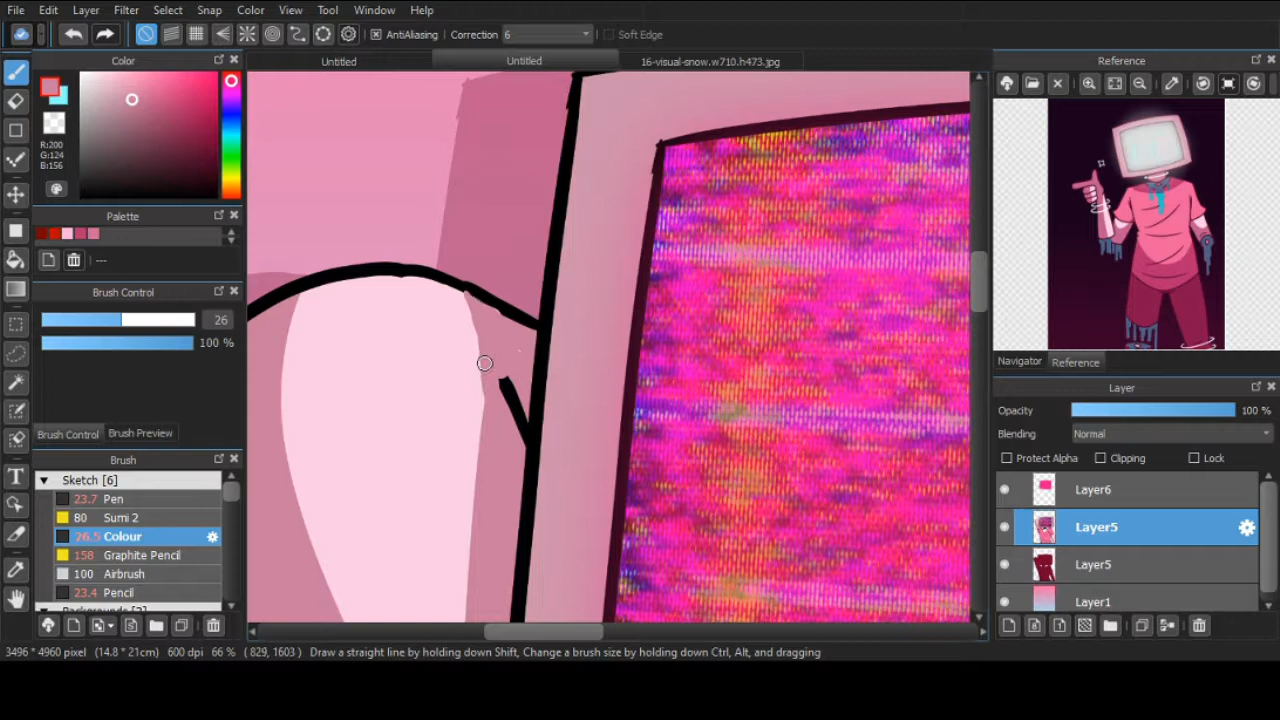 File Edit Layer Filter Select Snap Color View Tool Window Help
AntiAliasing Correction 6 Soft Edge
Untitled Untitled 16-visual-snow.w710.h473.jpg
Color
R:200
G:124
B:156
Palette
---
Brush Control
26
100 %
Brush Control Brush Preview
Brush
Sketch [6]
23.7 Pen
80 Sumi 2
26.5 Colour
158 Graphite Pencil
100 Airbrush
23.4 Pencil
Reference
Navigator Reference
Layer
Opacity 100 %
Blending Normal
Protect Alpha Clipping Lock
Layer6
Layer5
Layer5
Layer1
3496 * 4960 pixel (14.8 * 21cm) 600 dpi 66 % ( 829, 1603 ) Draw a straight line by holding down Shift, Change a brush size by holding down Ctrl, Alt, and dragging